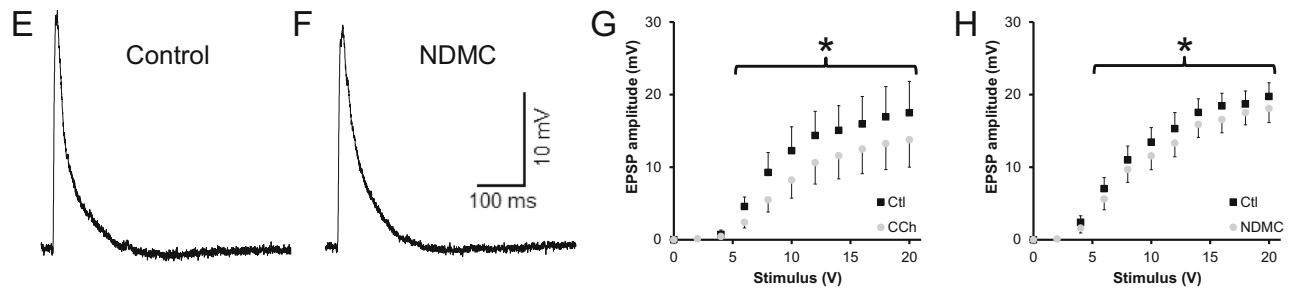 E
Control
F
NDMC
10 mV
100 ms
G
30
20
10
0
EPSP amplitude (mV)
*
Ctl
CCh
0 5 10 15 20
Stimulus (V)
H
30
20
10
0
EPSP amplitude (mV)
*
Ctl
NDMC
0 5 10 15 20
Stimulus (V)